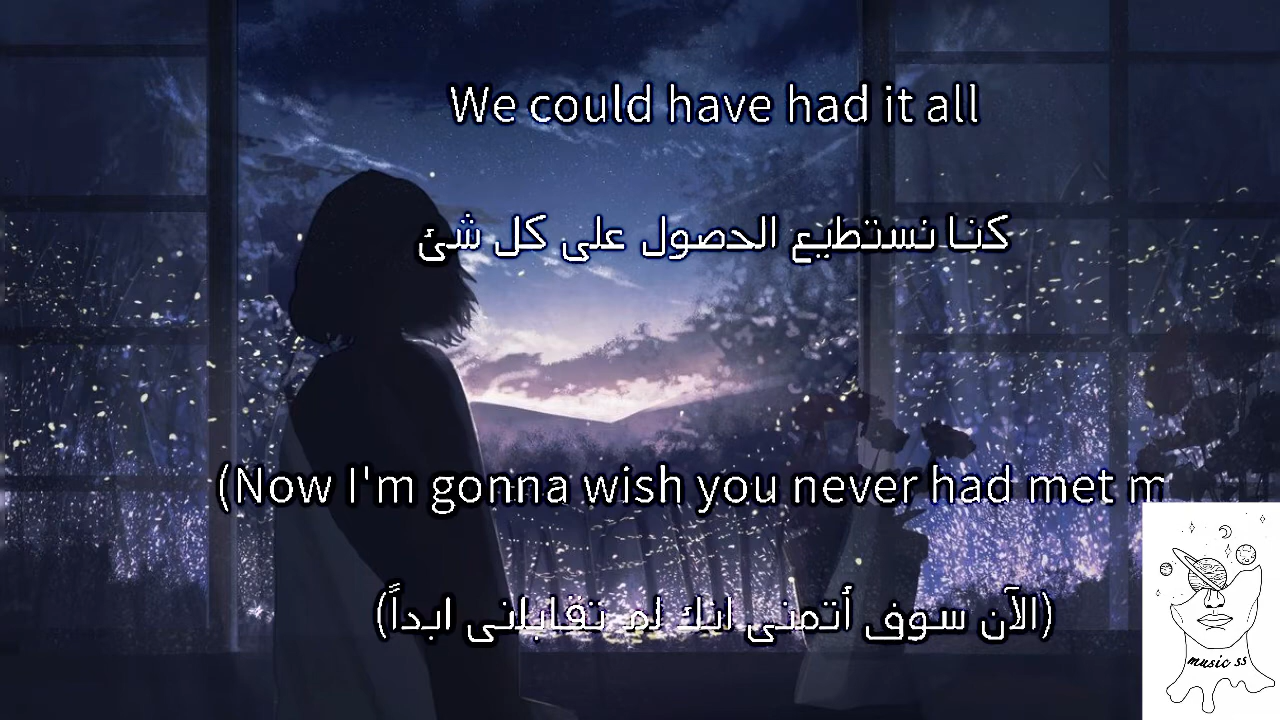 We could have had it all
كنا نستطيع الحصول على كل شئ
(Now I'm gonna wish you never had met m
(الآن سوف أتمنى انك لم تقابلنى ابداً)
music ss